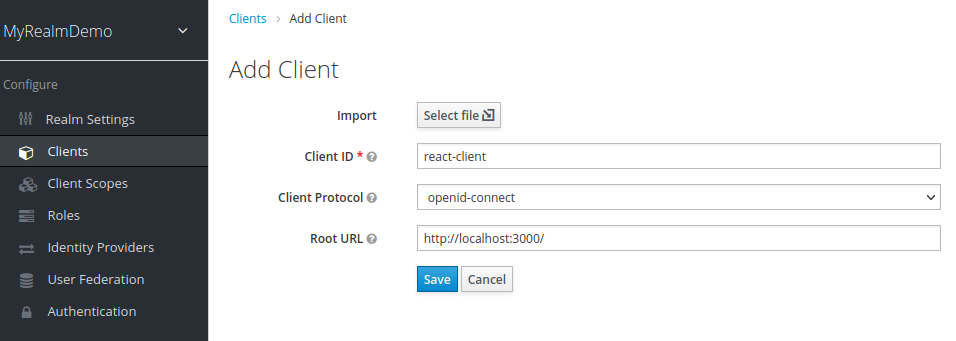 MyRealmDemo
Configure
Realm Settings
Clients
Client Scopes
Roles
Identity Providers
User Federation
Authentication
Clients > Add Client
Add Client
Import Select file
Client ID * react-client
Client Protocol openid-connect
Root URL http://localhost:3000/
Save Cancel